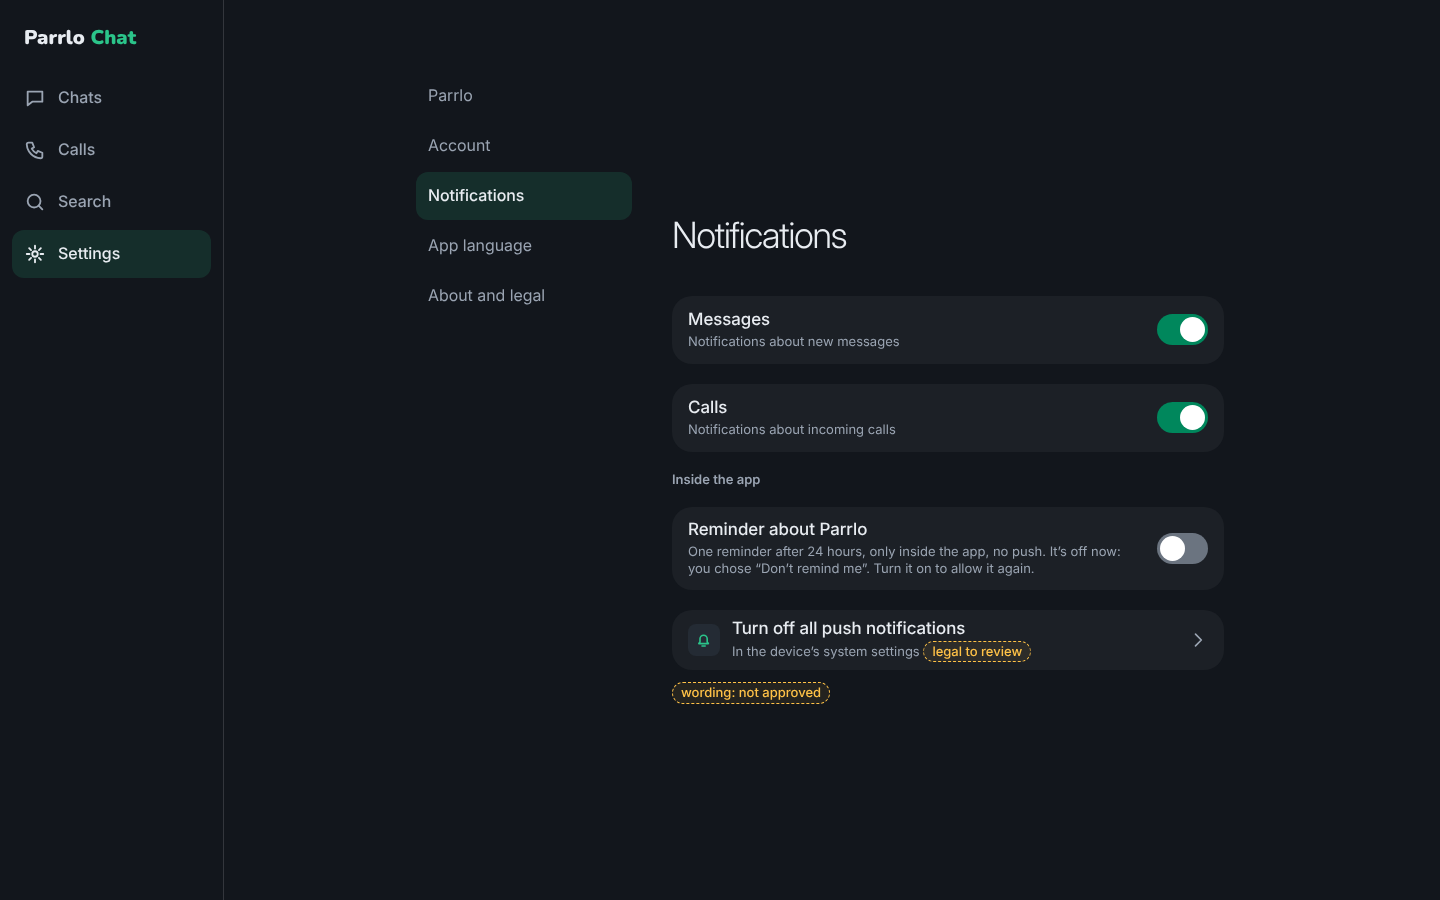 Parrlo Chat
Chats
Calls
Search
Settings
Parrlo
Account
Notifications
App language
About and legal
Notifications
Messages
Notifications about new messages
Calls
Notifications about incoming calls
Inside the app
Reminder about Parrlo
One reminder after 24 hours, only inside the app, no push. It’s off now:
you chose “Don’t remind me”. Turn it on to allow it again.
Turn off all push notifications
In the device’s system settings legal to review
wording: not approved